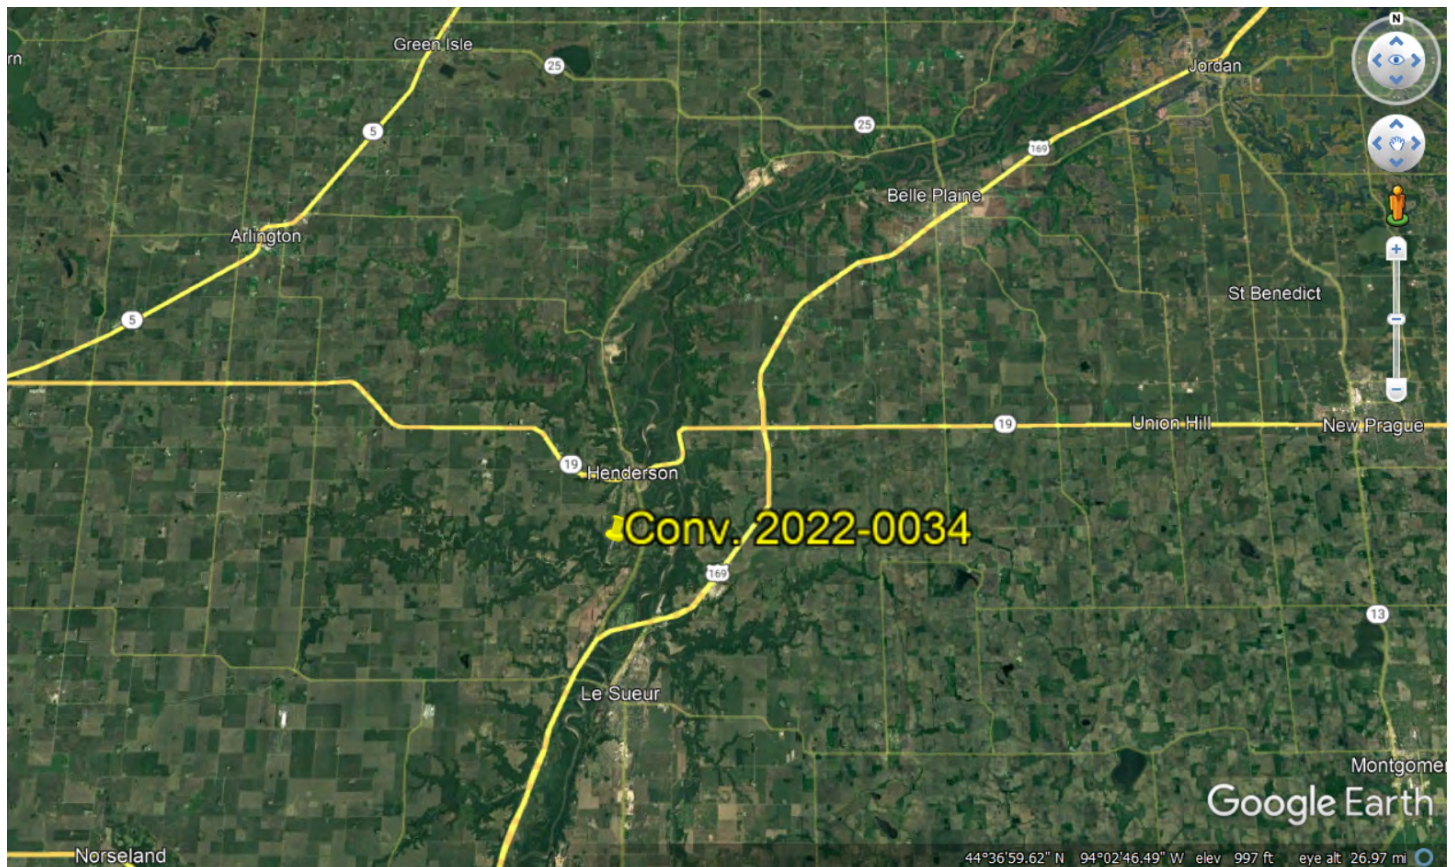 rn
Green Isle
25
Jordan
5
25
169
Belle Plaine
Arlington
St Benedict
5
19
Union Hill
New Prague
19
Henderson
Conv. 2022-0034
169
13
Le Sueur
Montgomer
Google Earth
Norseland
44°36'59.62" N 94°02'46.49" W elev 997 ft eye alt 26.97 mi
N